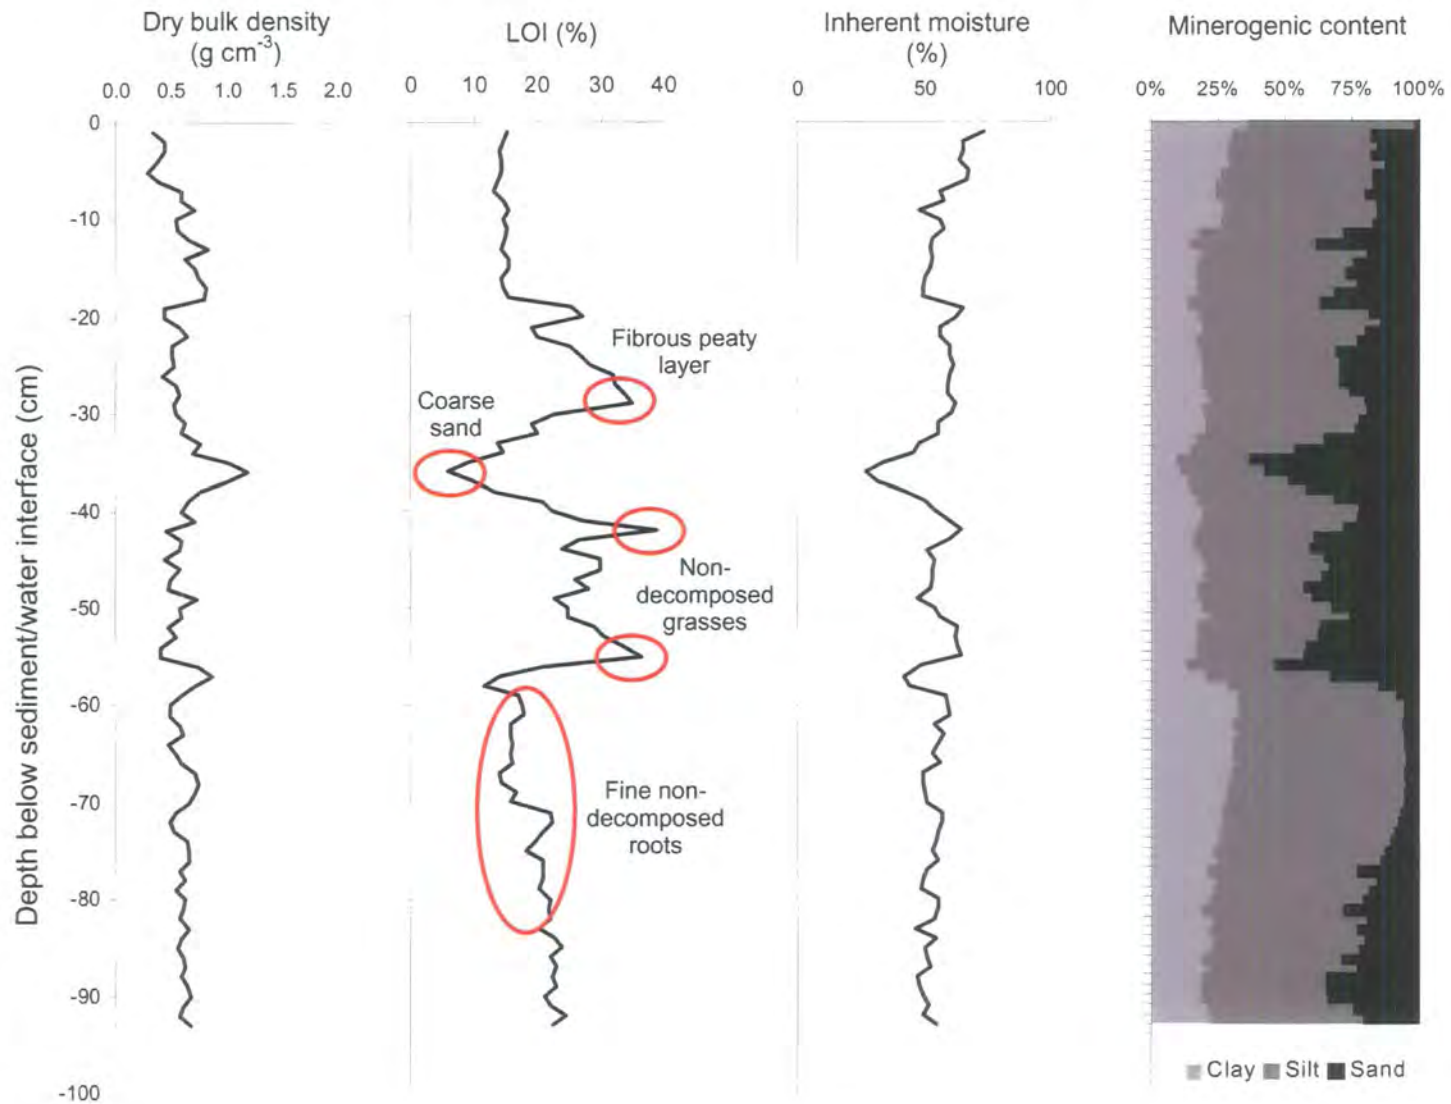 Dry bulk density
(g cm-3)
0.0 0.5 1.0 1.5 2.0
LOI (%)
0 10 20 30 40
Inherent moisture
(%)
0 50 100
Minerogenic content
0% 25% 50% 75% 100%
Depth below sediment/water interface (cm)
0
-10
-20
-30
-40
-50
-60
-70
-80
-90
-100
Fibrous peaty
layer
Coarse
sand
Non-
decomposed
grasses
Fine non-
decomposed
roots
Clay Silt Sand